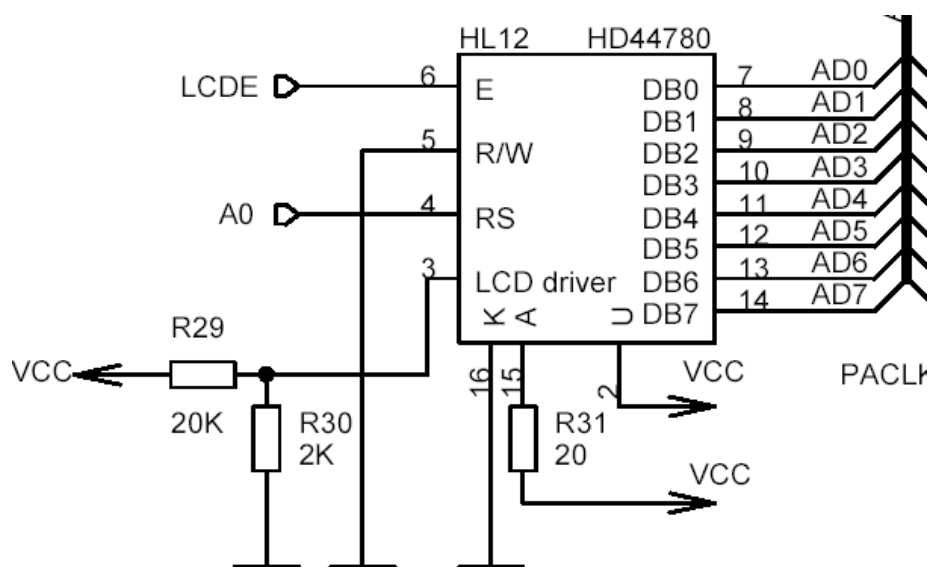 HL12 HD44780
LCDE 6 E DB0 7 AD0
DB1 8 AD1
5 R/W DB2 9 AD2
DB3 10 AD3
A0 4 RS DB4 11 AD4
DB5 12 AD5
3 LCD driver DB6 13 AD6
K A U DB7 14 AD7
R29
VCC 16 15 2 VCC PACLK
20K R30 R31
2K 20
VCC